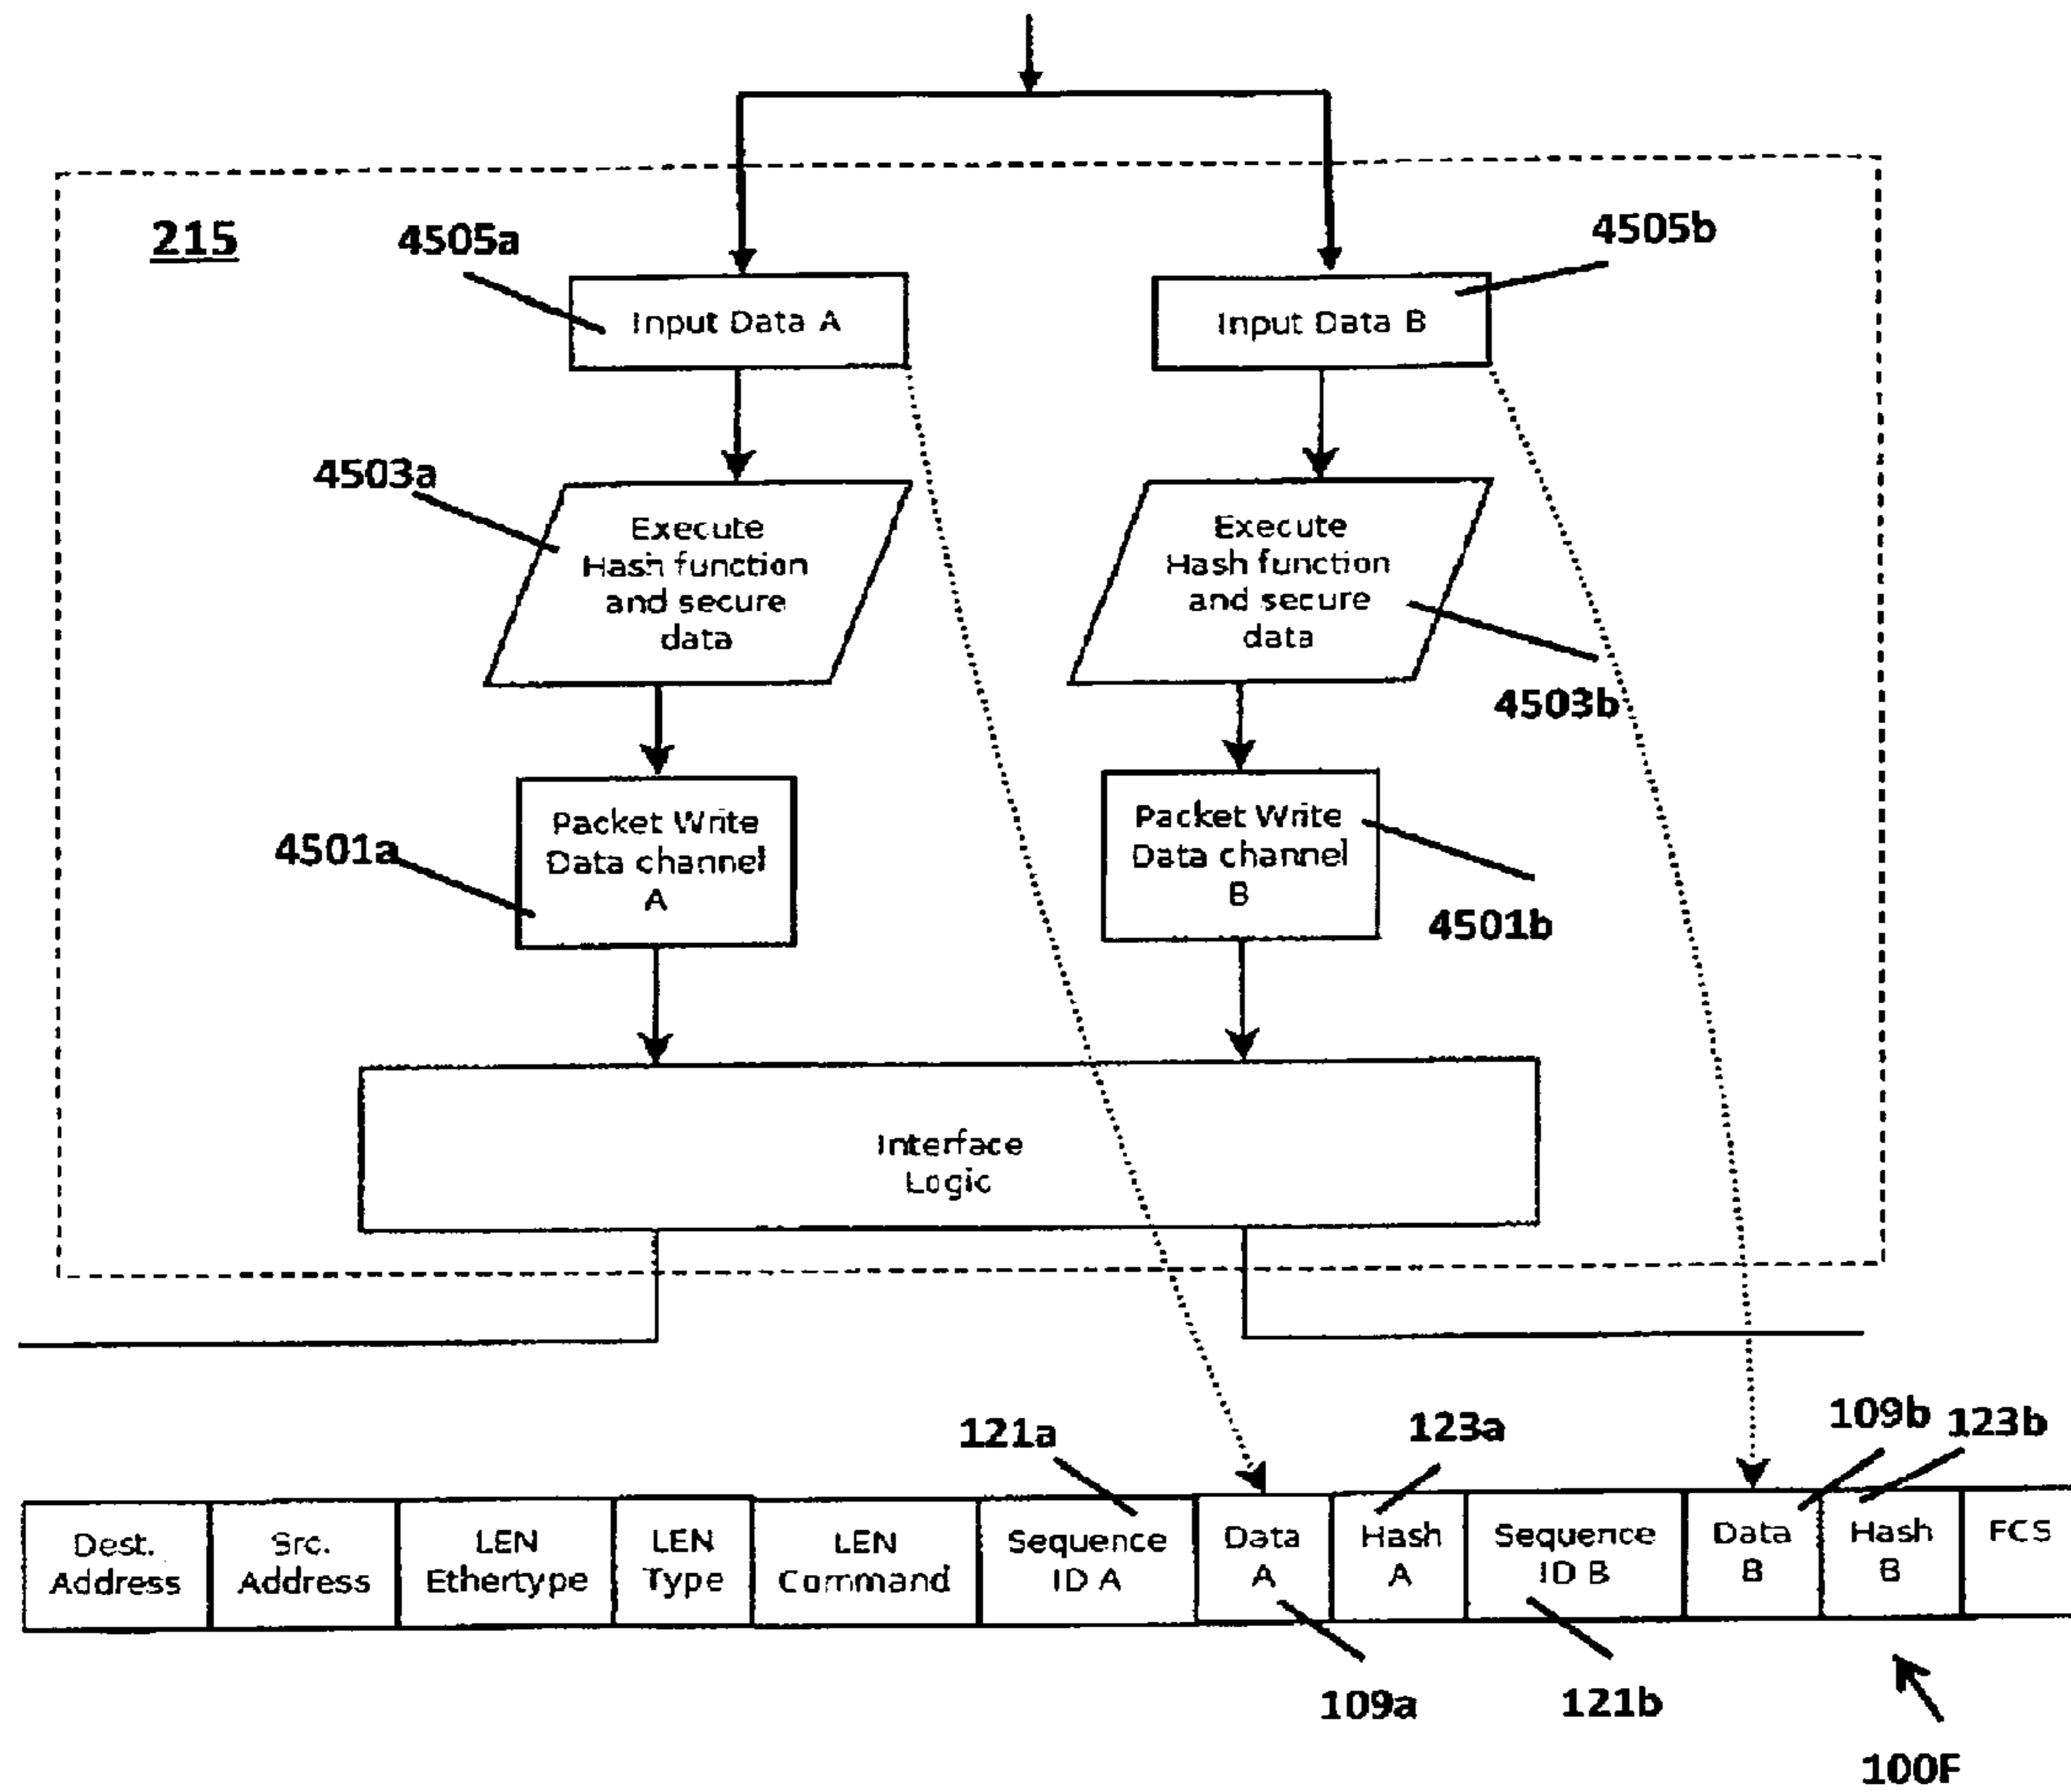 215
4505a
4505b
Input Data A
Input Data B
4503a
Execute
Hash function
and secure
data
Execute
Hash function
and secure
data
4503b
4501a
Packet Write
Data channel
A
Packet Write
Data channel
B
4501b
Interface
Logic
121a
123a
109b
123b
Dest.
Address
Src.
Address
LEN
Ethertype
LEN
Type
LEN
Command
Sequence
ID A
Data
A
Hash
A
Sequence
ID B
Data
B
Hash
B
FCS
109a
121b
100F